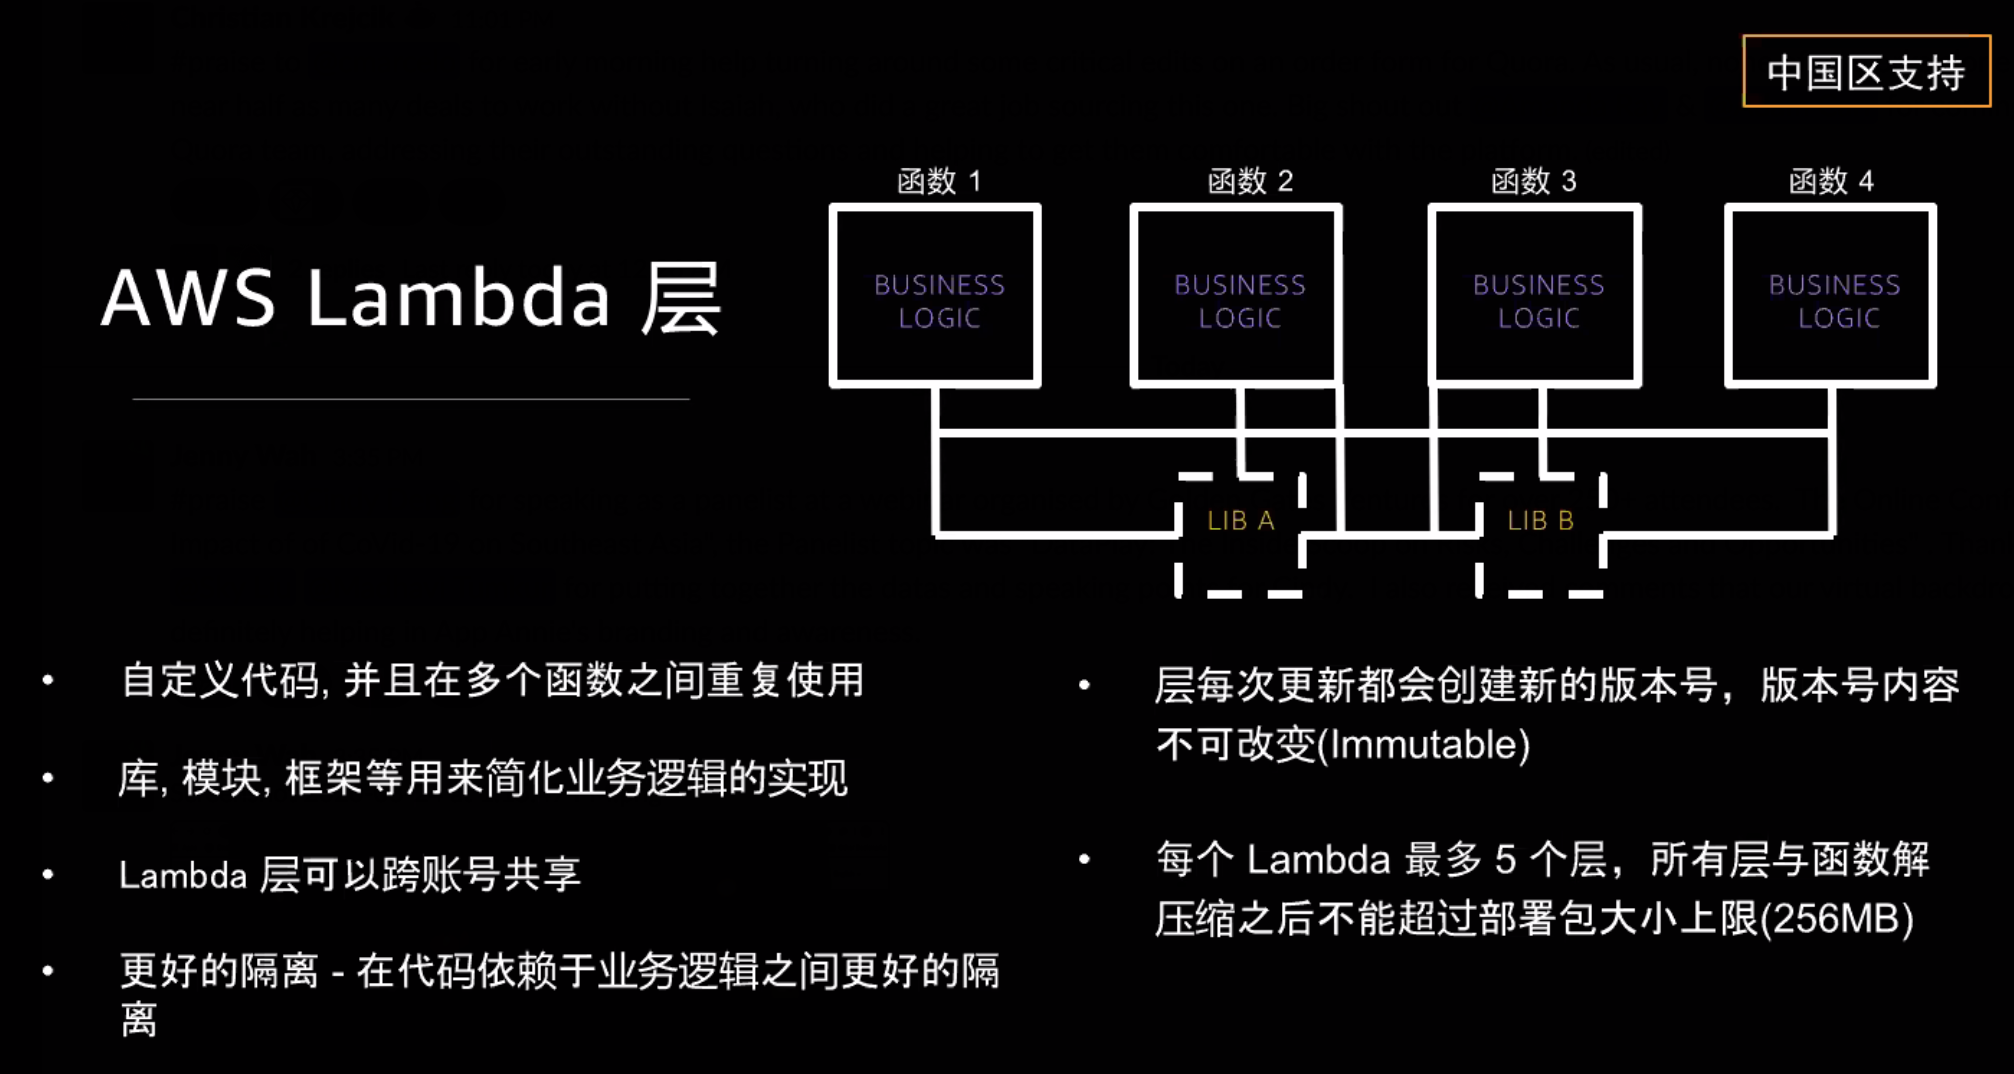 中国区支持
函数 1
函数 2
函数 3
函数 4
AWS Lambda 层
BUSINESS
LOGIC
BUSINESS
LOGIC
BUSINESS
LOGIC
BUSINESS
LOGIC
LIB A
LIB B
• 自定义代码, 并且在多个函数之间重复使用
• 库, 模块, 框架等用来简化业务逻辑的实现
• Lambda 层可以跨账号共享
• 更好的隔离 - 在代码依赖于业务逻辑之间更好的隔
离
• 层每次更新都会创建新的版本号，版本号内容
不可改变(Immutable)
• 每个 Lambda 最多 5 个层，所有层与函数解
压缩之后不能超过部署包大小上限(256MB)